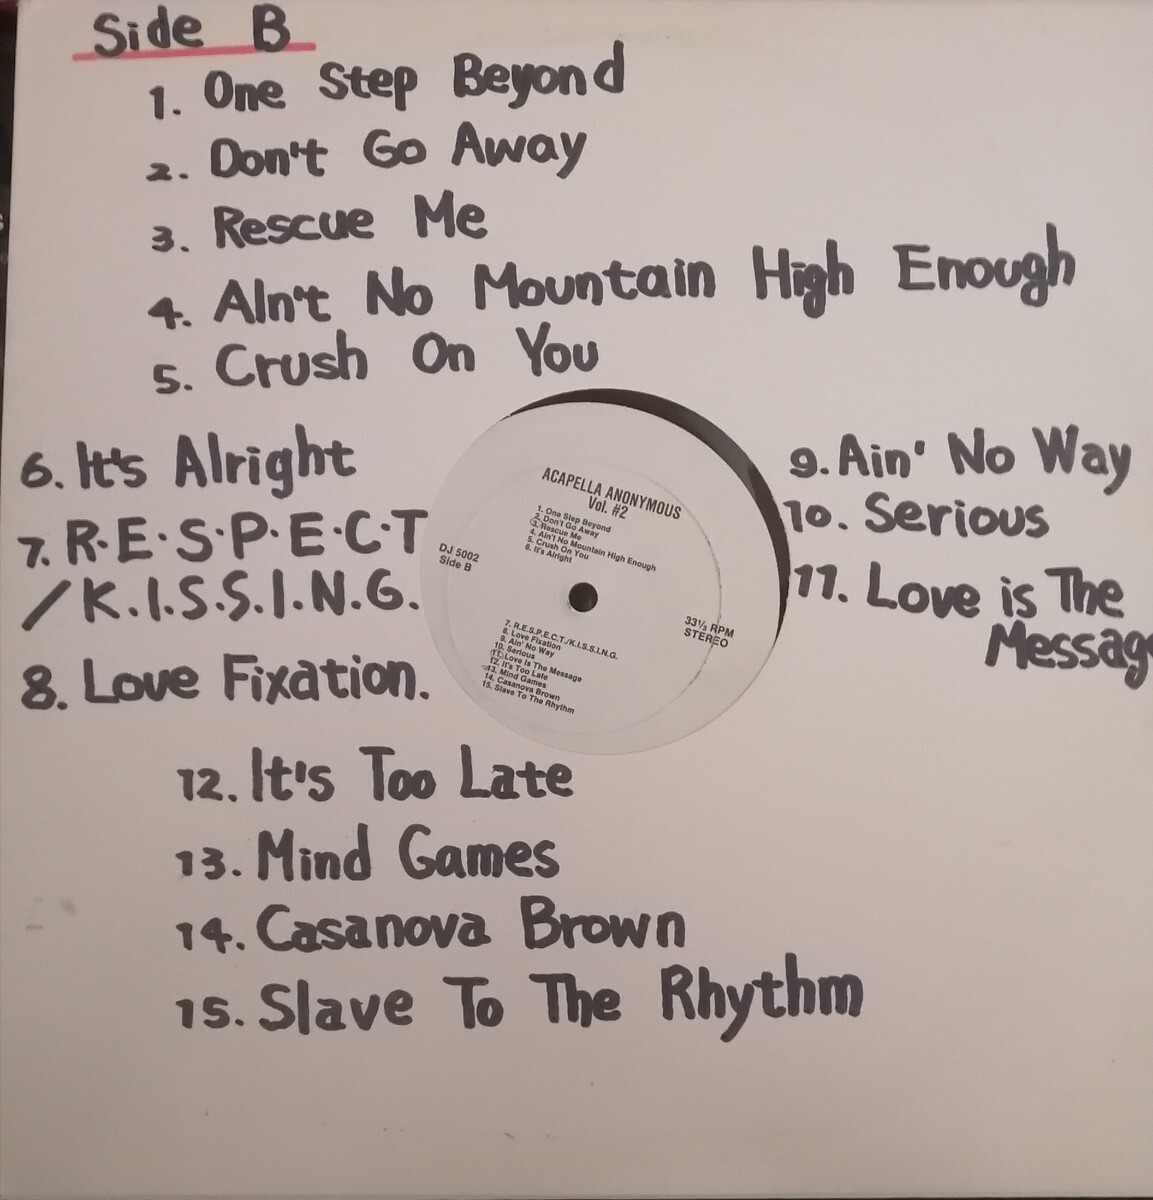 Side B
1. One Step Beyond
2. Don't Go Away
3. Rescue Me
4. AIn't No Mountain High Enough
5. Crush On You
6. It's Alright
7. R.E.S.P.E.C.T
/K.I.S.S.I.N.G.
8. Love Fixation.
9. Ain' No Way
10. Serious
11. Love is The
Message
12. It's Too Late
13. Mind Games
14. Casanova Brown
15. Slave To The Rhythm
ACAPELLA ANONYMOUS
Vol. #2
1. One Step Beyond
2. Don't Go Away
3. Rescue Me
4. Ain't No Mountain High Enough
5. Crush On You
6. It's Alright
DJ 5002
Side B
33⅓ RPM
STEREO
7. R.E.S.P.E.C.T./K.I.S.S.I.N.G.
8. Love Fixation
9. Ain' No Way
10. Serious
11. Love Is The Message
12. It's Too Late
13. Mind Games
14. Casanova Brown
15. Slave To The Rhythm